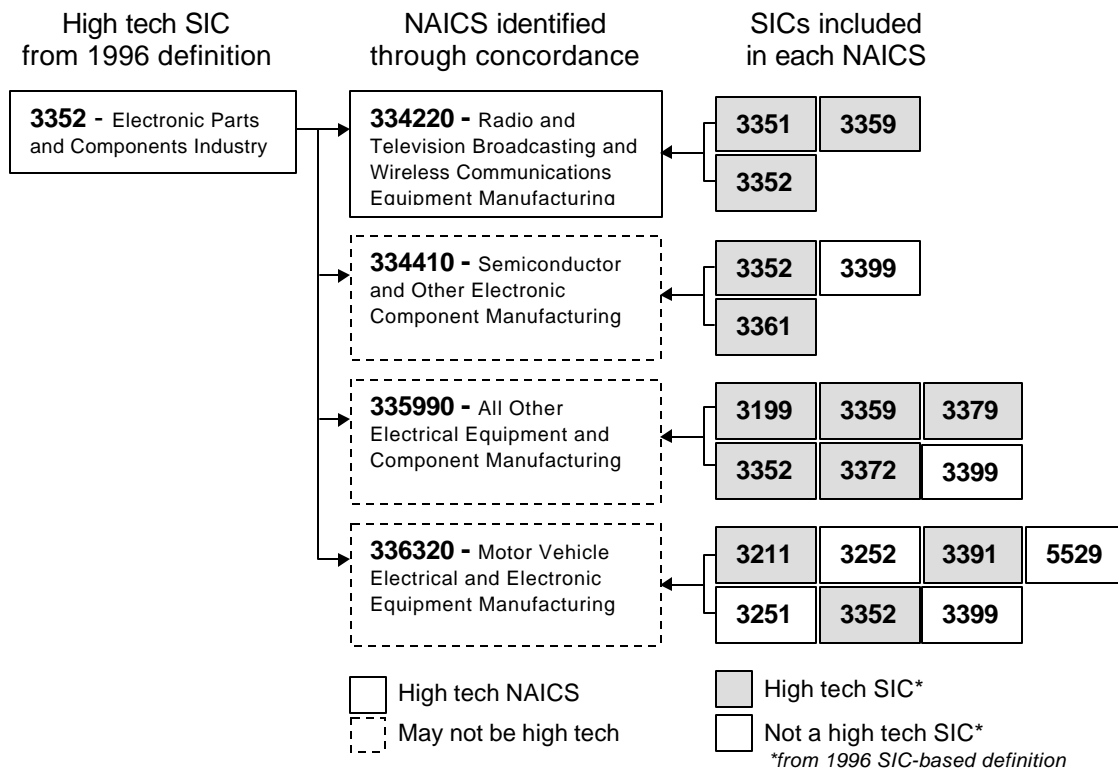 High tech SIC
from 1996 definition
NAICS identified
through concordance
SICs included
in each NAICS
3352 - Electronic Parts
and Components Industry
334220 - Radio and
Television Broadcasting and
Wireless Communications
Equipment Manufacturing
3351 3359
3352
334410 - Semiconductor
and Other Electronic
Component Manufacturing
3352 3399
3361
335990 - All Other
Electrical Equipment and
Component Manufacturing
3199 3359 3379
3352 3372 3399
336320 - Motor Vehicle
Electrical and Electronic
Equipment Manufacturing
3211 3252 3391 5529
3251 3352 3399
High tech NAICS
May not be high tech
High tech SIC*
Not a high tech SIC*
*from 1996 SIC-based definition